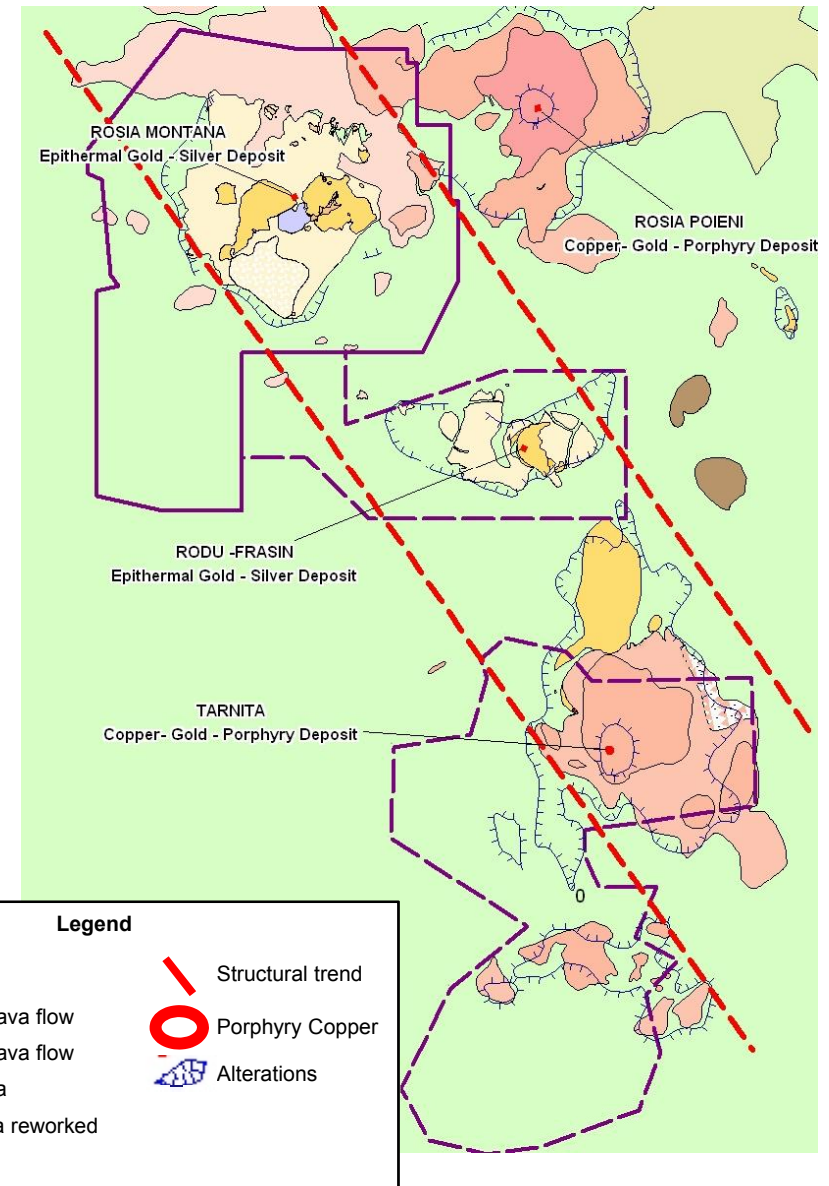 ROSIA MONTANA
Epithermal Gold - Silver Deposit
ROSIA POIENI
Copper- Gold - Porphyry Deposit
RODU -FRASIN
Epithermal Gold - Silver Deposit
TARNITA
Copper- Gold - Porphyry Deposit
0
Legend
Structural trend
ava flow
Porphyry Copper
ava flow
Alterations
a
a reworked